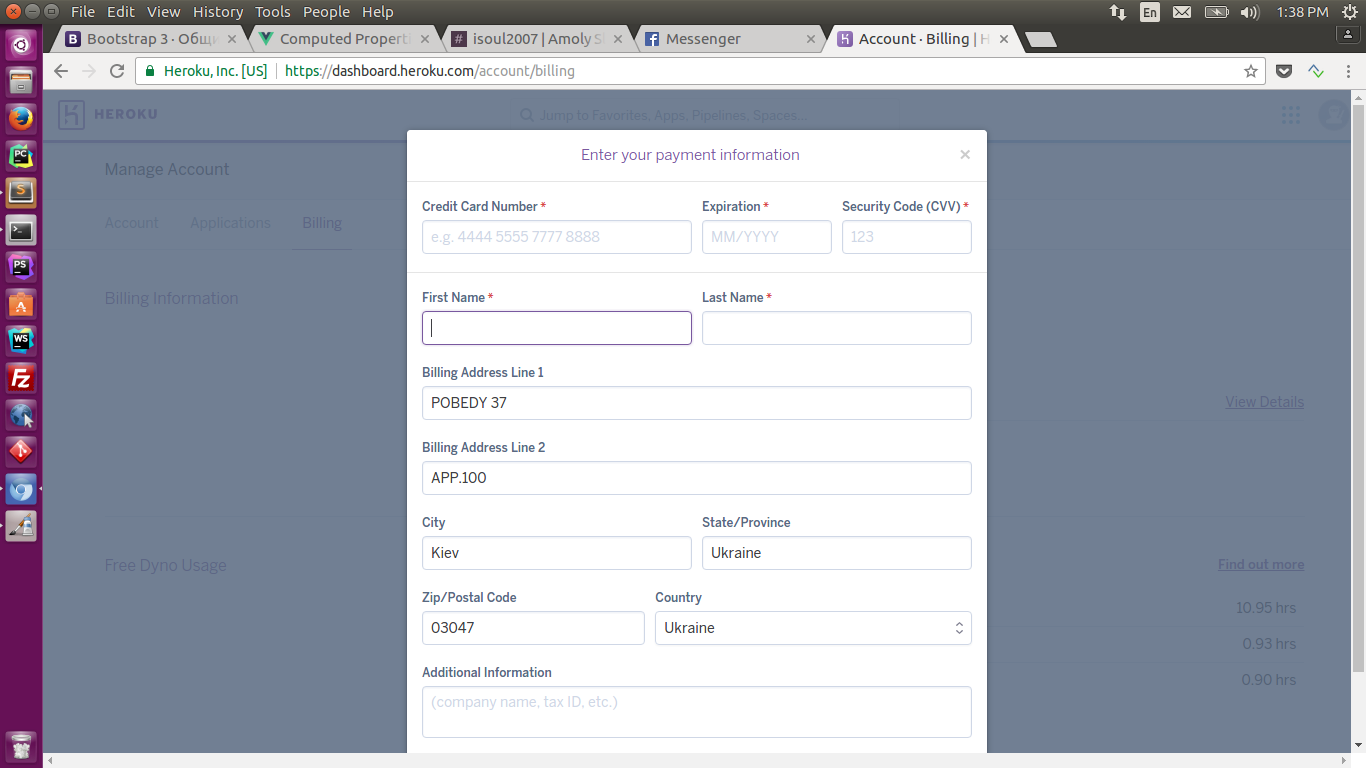 File Edit View History Tools People Help
En
1:38 PM
Bootstrap 3 · Общи
Computed Propert
isoul2007 | Amoly S
Messenger
Account · Billing | H
Heroku, Inc. [US]
https://dashboard.heroku.com/account/billing
HEROKU
Jump to Favorites, Apps, Pipelines, Spaces...
Manage Account
Account
Applications
Billing
Billing Information
View Details
Free Dyno Usage
Find out more
10.95 hrs
0.93 hrs
0.90 hrs
Enter your payment information
Credit Card Number * Expiration * Security Code (CVV) *
e.g. 4444 5555 7777 8888 MM/YYYY 123
First Name * Last Name *
Billing Address Line 1
POBEDY 37
Billing Address Line 2
APP.100
City State/Province
Kiev Ukraine
Zip/Postal Code Country
03047 Ukraine
Additional Information
(company name, tax ID, etc.)
PC
S
PS
A
WS
Fz